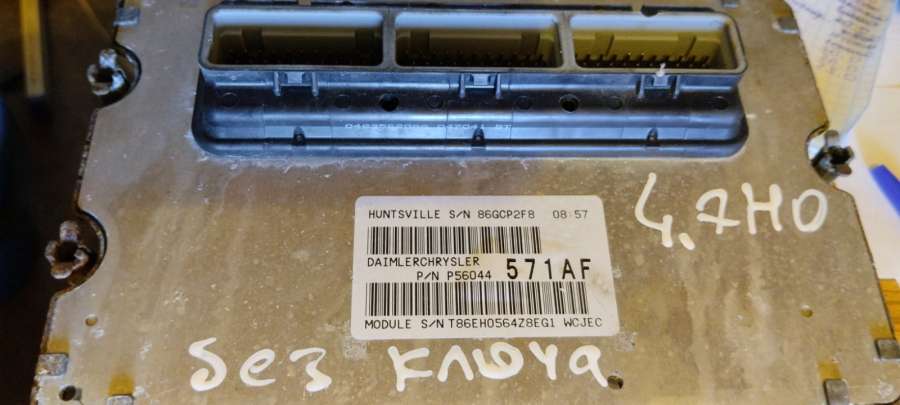 HUNTSVILLE S/N 86GCP2F8 08:57
DAIMLERCHRYSLER
P/N P56044 571AF
MODULE S/N T86EH0564Z8EG1 WCJEC
4,7HO
без ключа